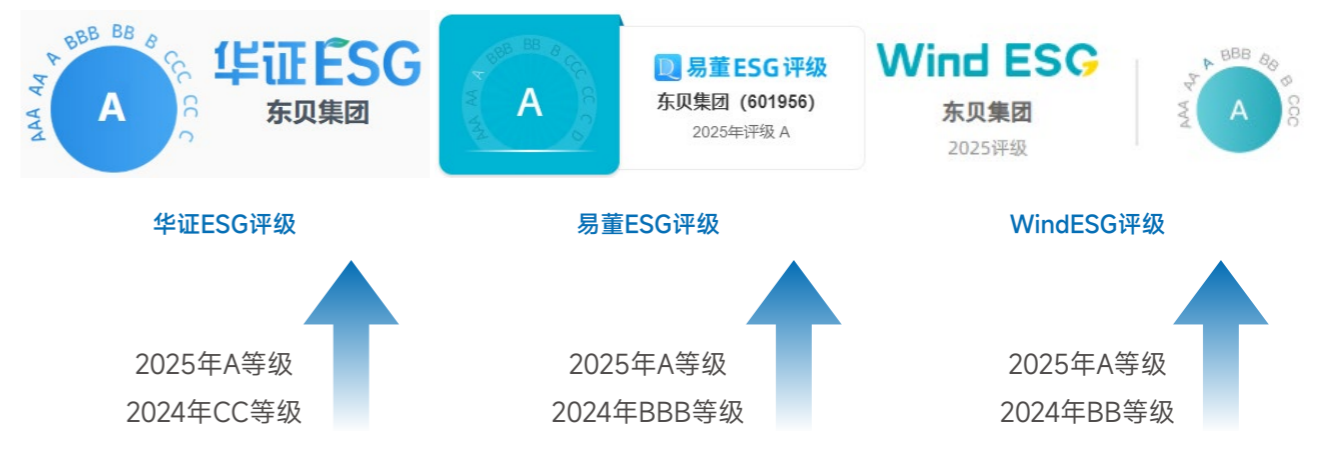 AAA AA A BBB BB B CCC CC C
A
华证ESG
东贝集团
AAA AA A BBB BB B CCC CC C D
A
易董ESG评级
东贝集团（601956）
2025年评级 A
Wind ESG
东贝集团
2025评级
AAA AA A BBB BB B CCC
A
华证ESG评级
易董ESG评级
WindESG评级
2025年A等级
2024年CC等级
2025年A等级
2024年BBB等级
2025年A等级
2024年BB等级